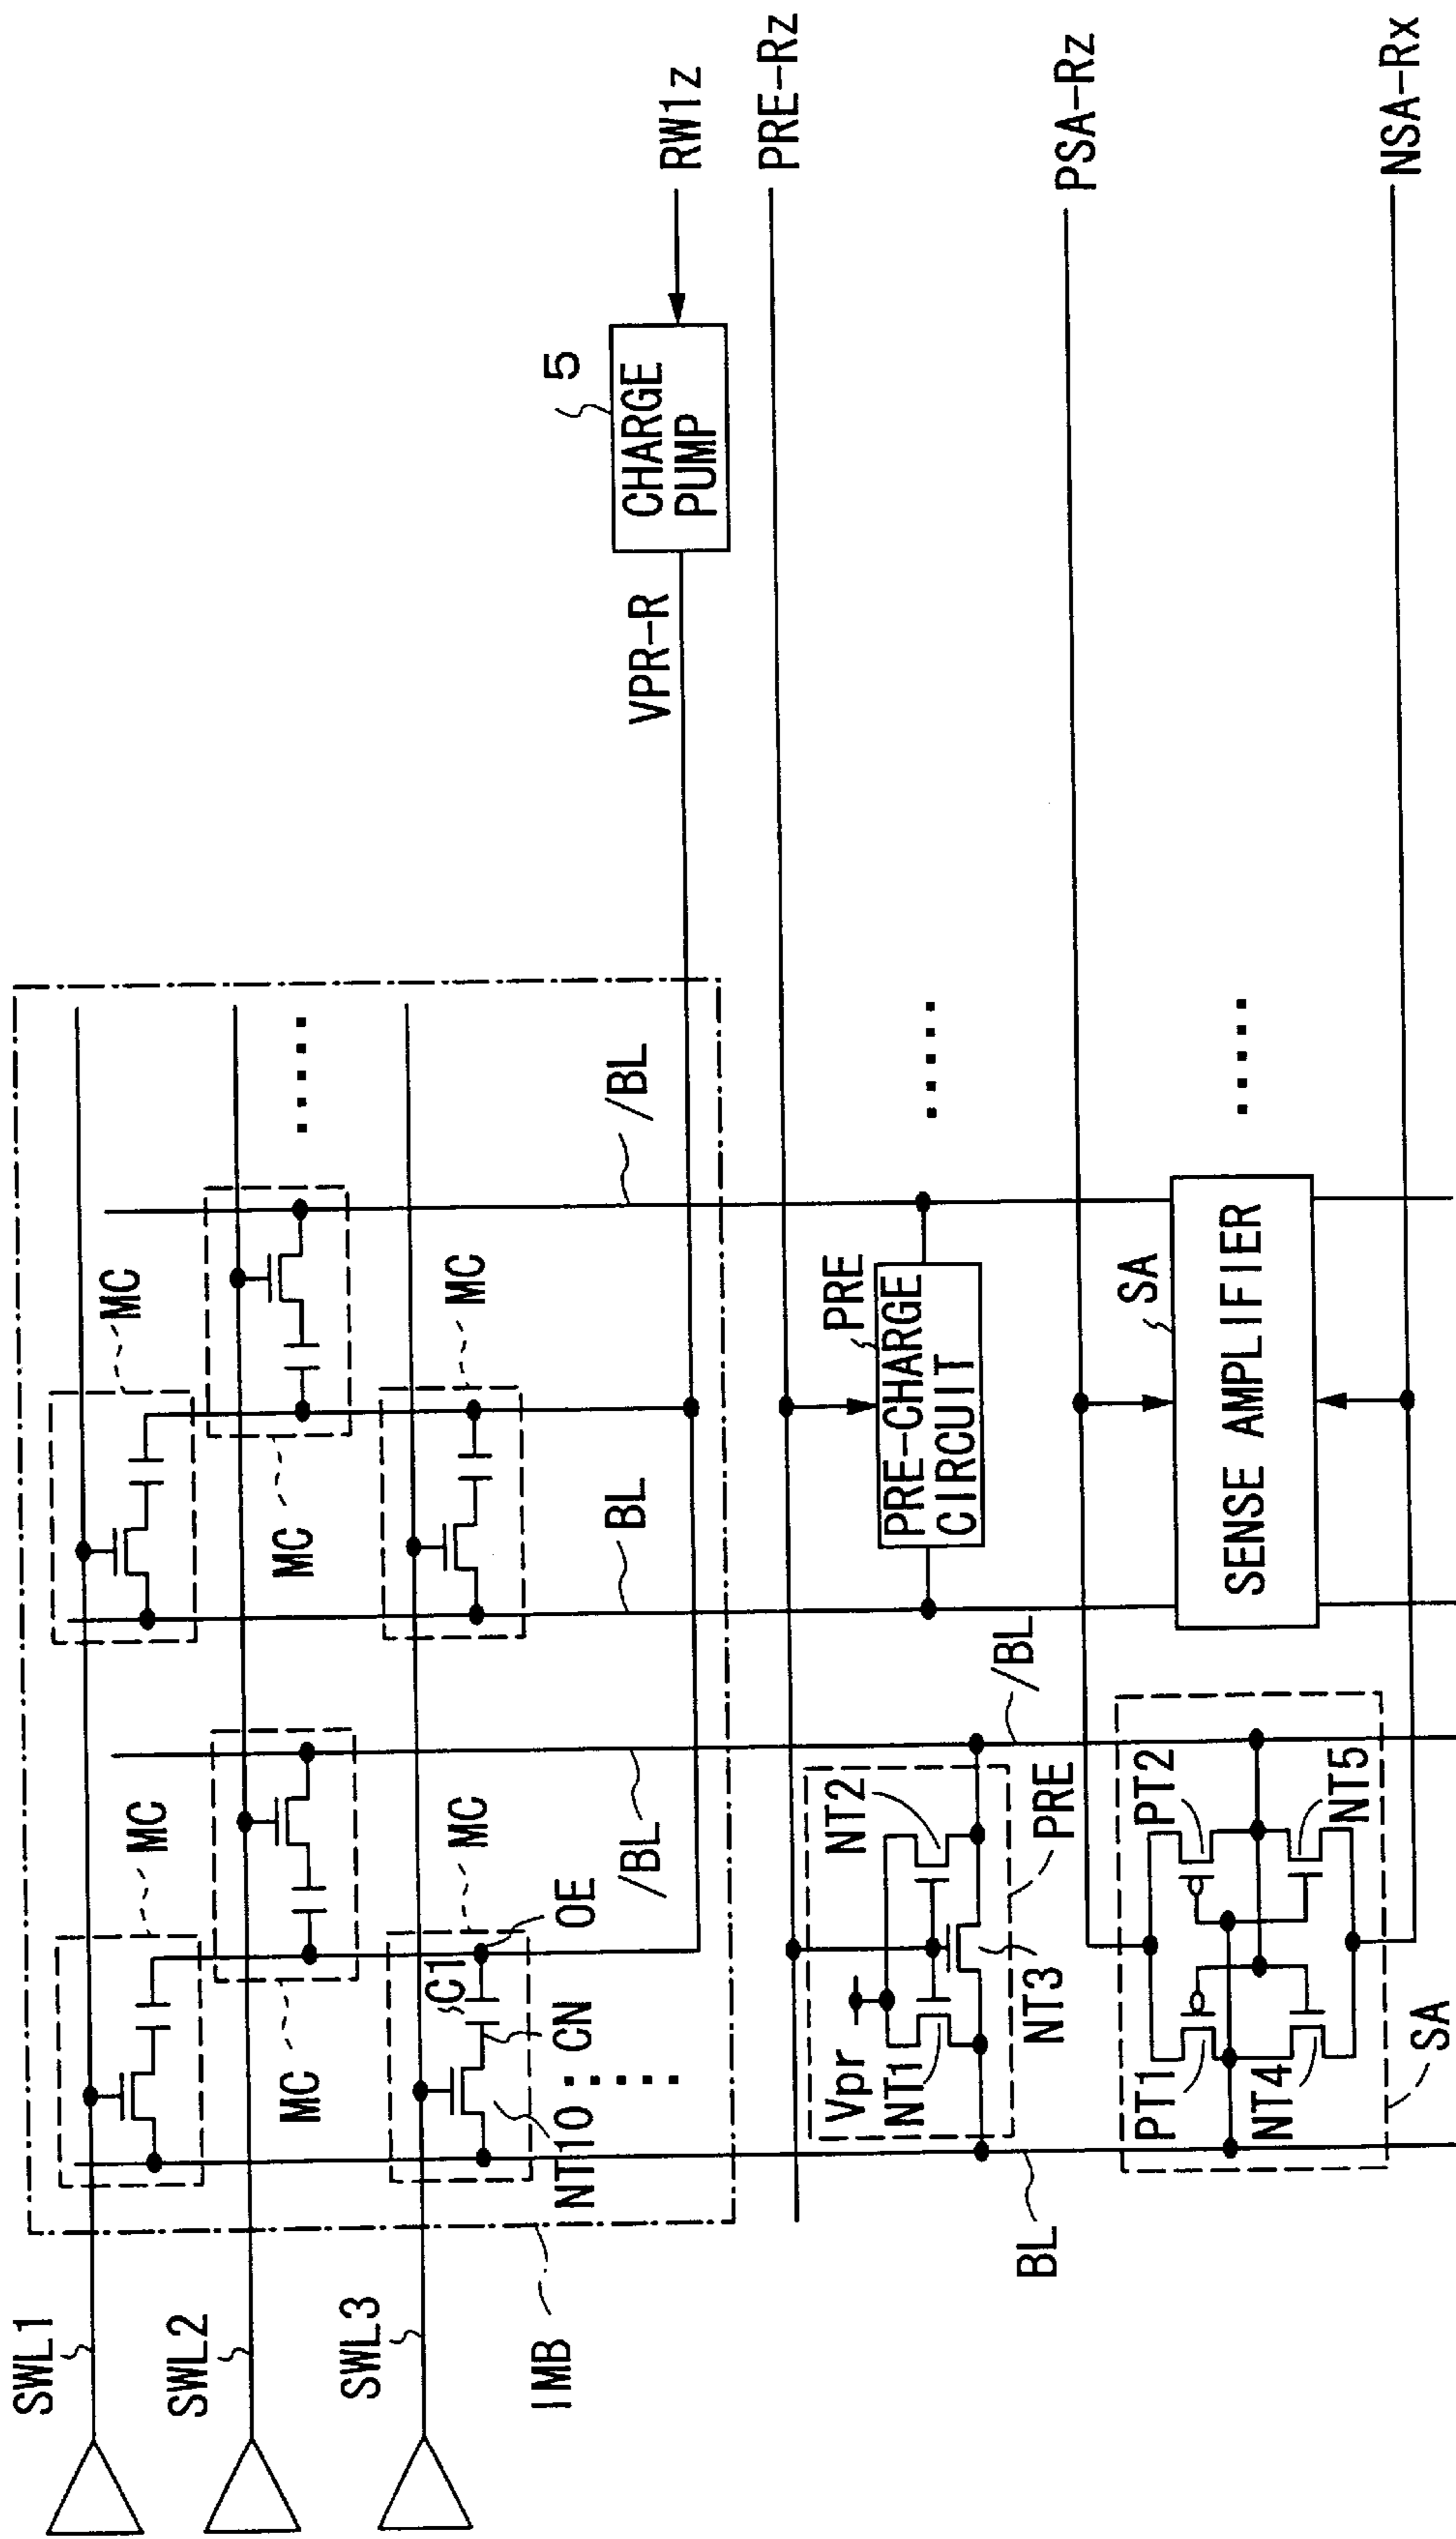 SWL1
SWL2
SWL3
IMB
MC
MC
MC
MC
MC
MC
NT10
CN
C1
OE
BL
/BL
BL
/BL
/BL
BL
VPR-R
CHARGE
PUMP
5
RW1z
PRE-Rz
Vpr
NT1
NT2
NT3
PRE
PRE-CHARGE
CIRCUIT
PRE
PSA-Rz
PT1
PT2
NT4
NT5
SA
SENSE AMPLIFIER
SA
NSA-Rx